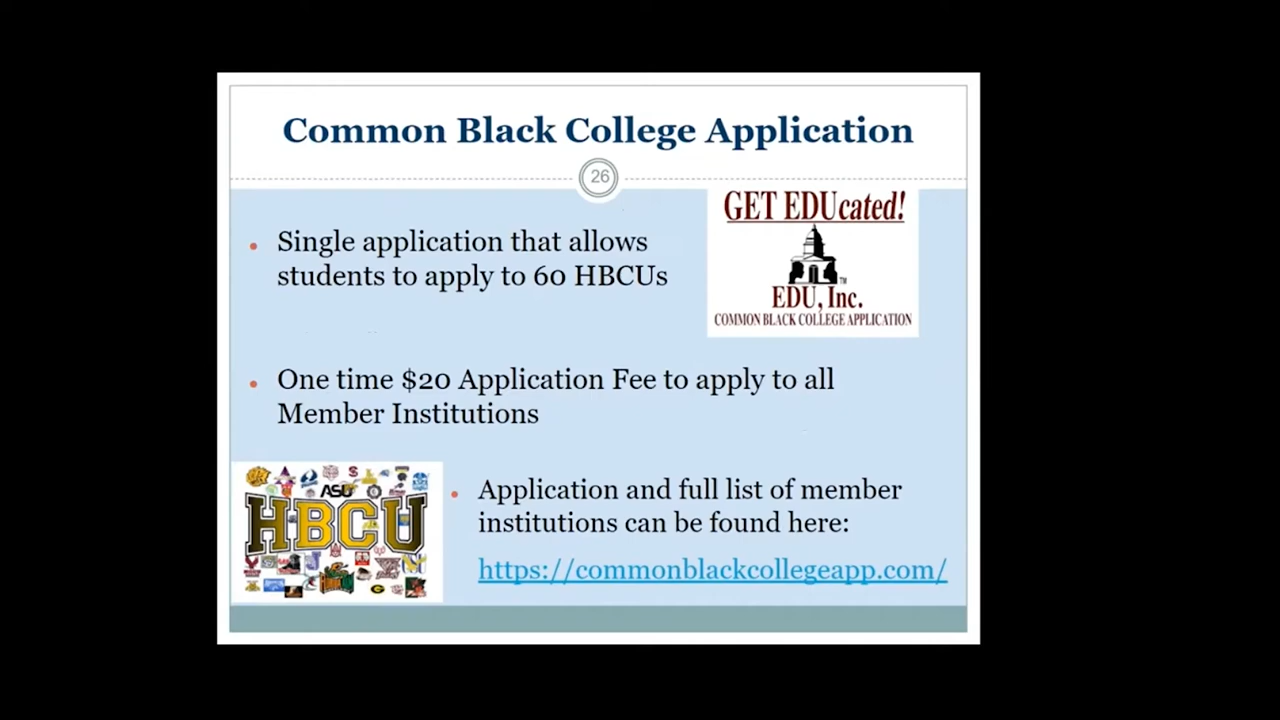 Common Black College Application
26
GET EDUcated!
Single application that allows
students to apply to 60 HBCUs
TM
EDU, Inc.
COMMON BLACK COLLEGE APPLICATION
One time $20 Application Fee to apply to all
Member Institutions
ASU
HBCU
Application and full list of member
institutions can be found here:
https://commonblackcollegeapp.com/